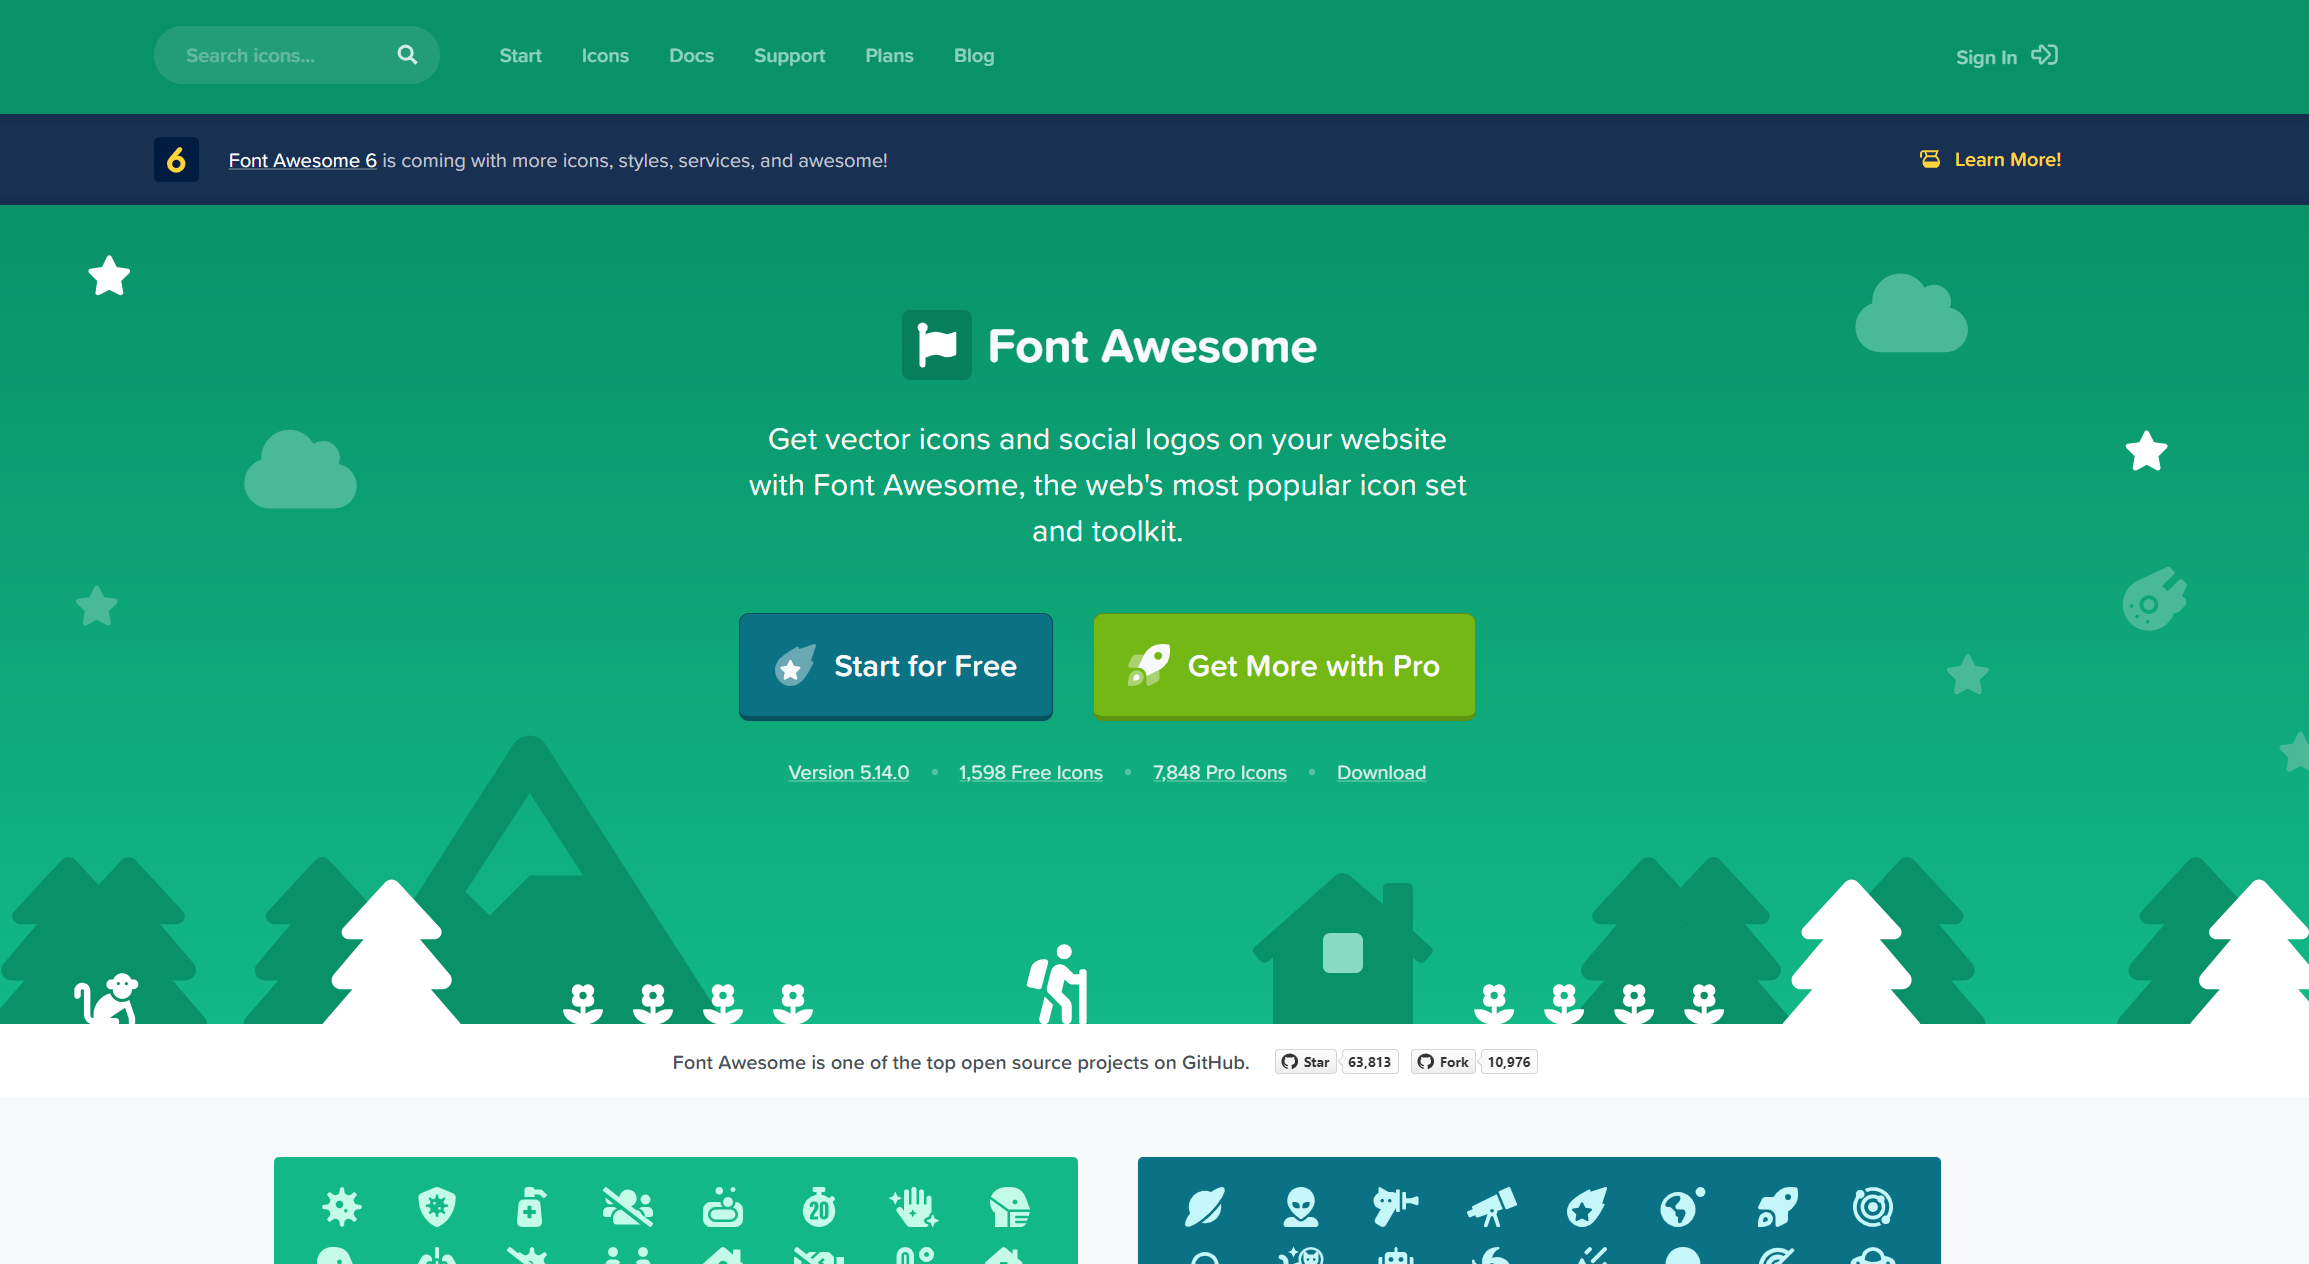 Search icons...
Start
Icons
Docs
Support
Plans
Blog
Sign In
6
Font Awesome 6 is coming with more icons, styles, services, and awesome!
Learn More!
Font Awesome
Get vector icons and social logos on your website
with Font Awesome, the web's most popular icon set
and toolkit.
Start for Free
Get More with Pro
Version 5.14.0
1,598 Free Icons
7,848 Pro Icons
Download
Font Awesome is one of the top open source projects on GitHub.
Star
63,813
Fork
10,976
20